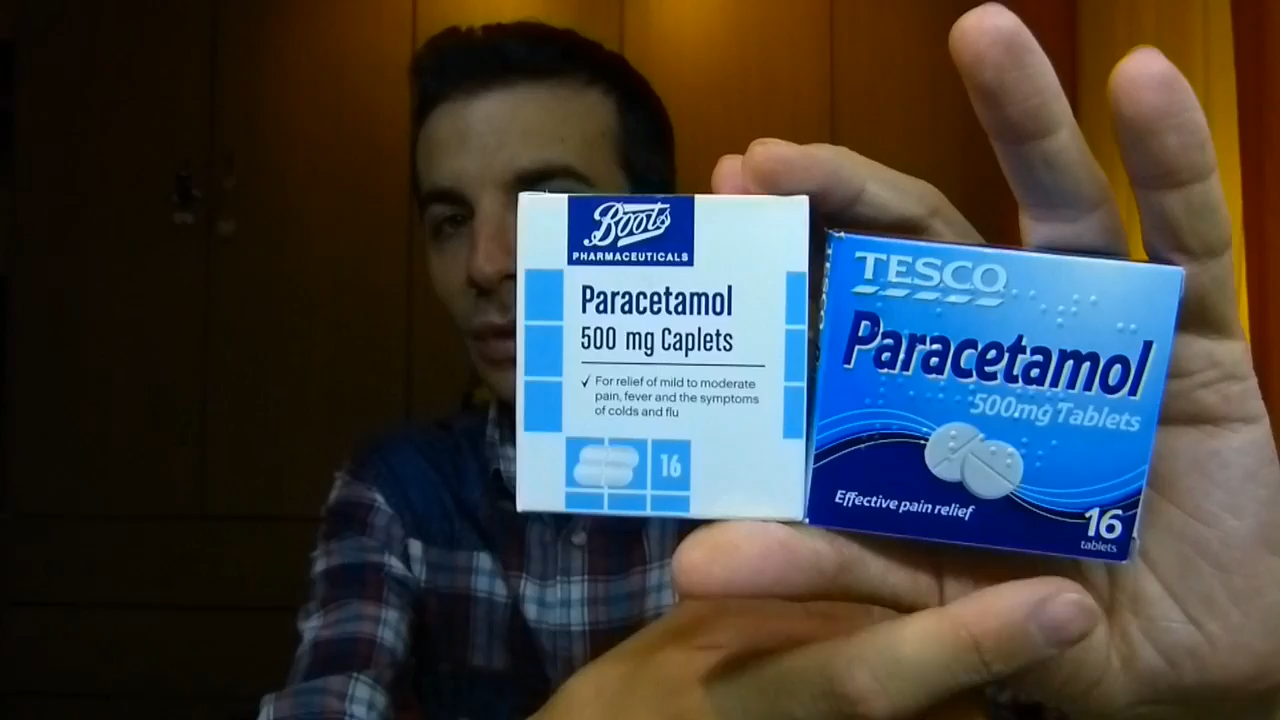 Boots
PHARMACEUTICALS
Paracetamol
500 mg Caplets
✓ For relief of mild to moderate
pain, fever and the symptoms
of colds and flu
16
TESCO
TESCO
Paracetamol
500mg Tablets
Effective pain relief
16
tablets